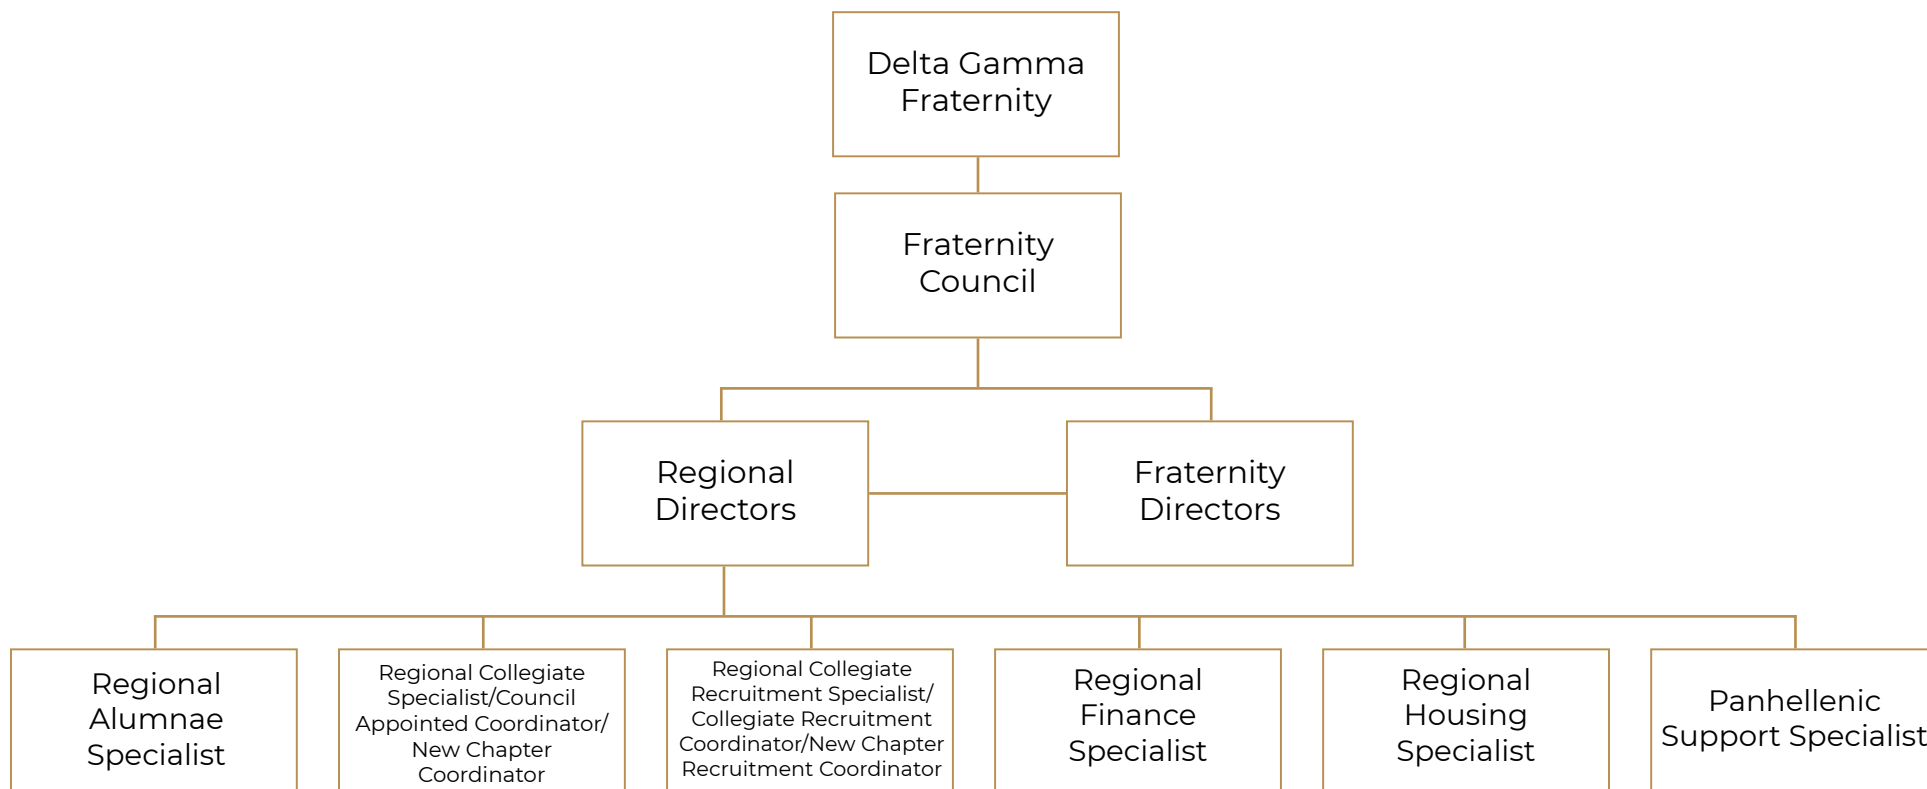 Delta Gamma
Fraternity
Fraternity
Council
Regional
Directors
Fraternity
Directors
Regional
Alumnae
Specialist
Regional Collegiate
Specialist/Council
Appointed Coordinator/
New Chapter
Coordinator
Regional Collegiate
Recruitment Specialist/
Collegiate Recruitment
Coordinator/New Chapter
Recruitment Coordinator
Regional
Finance
Specialist
Regional
Housing
Specialist
Panhellenic
Support Specialist